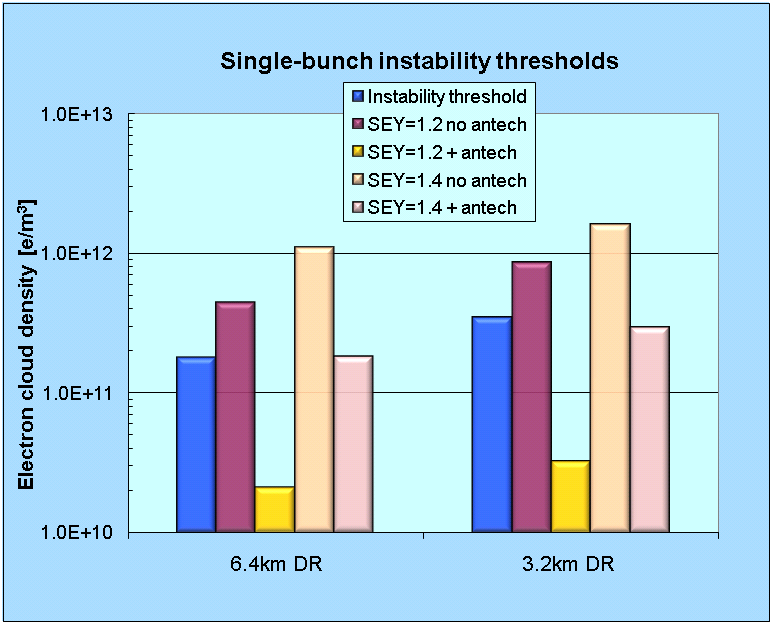 Single-bunch instability thresholds
Instability threshold
SEY=1.2 no antech
SEY=1.2 + antech
SEY=1.4 no antech
SEY=1.4 + antech
Electron cloud density [e/m³]
1.0E+13
1.0E+12
1.0E+11
1.0E+10
6.4km DR
3.2km DR